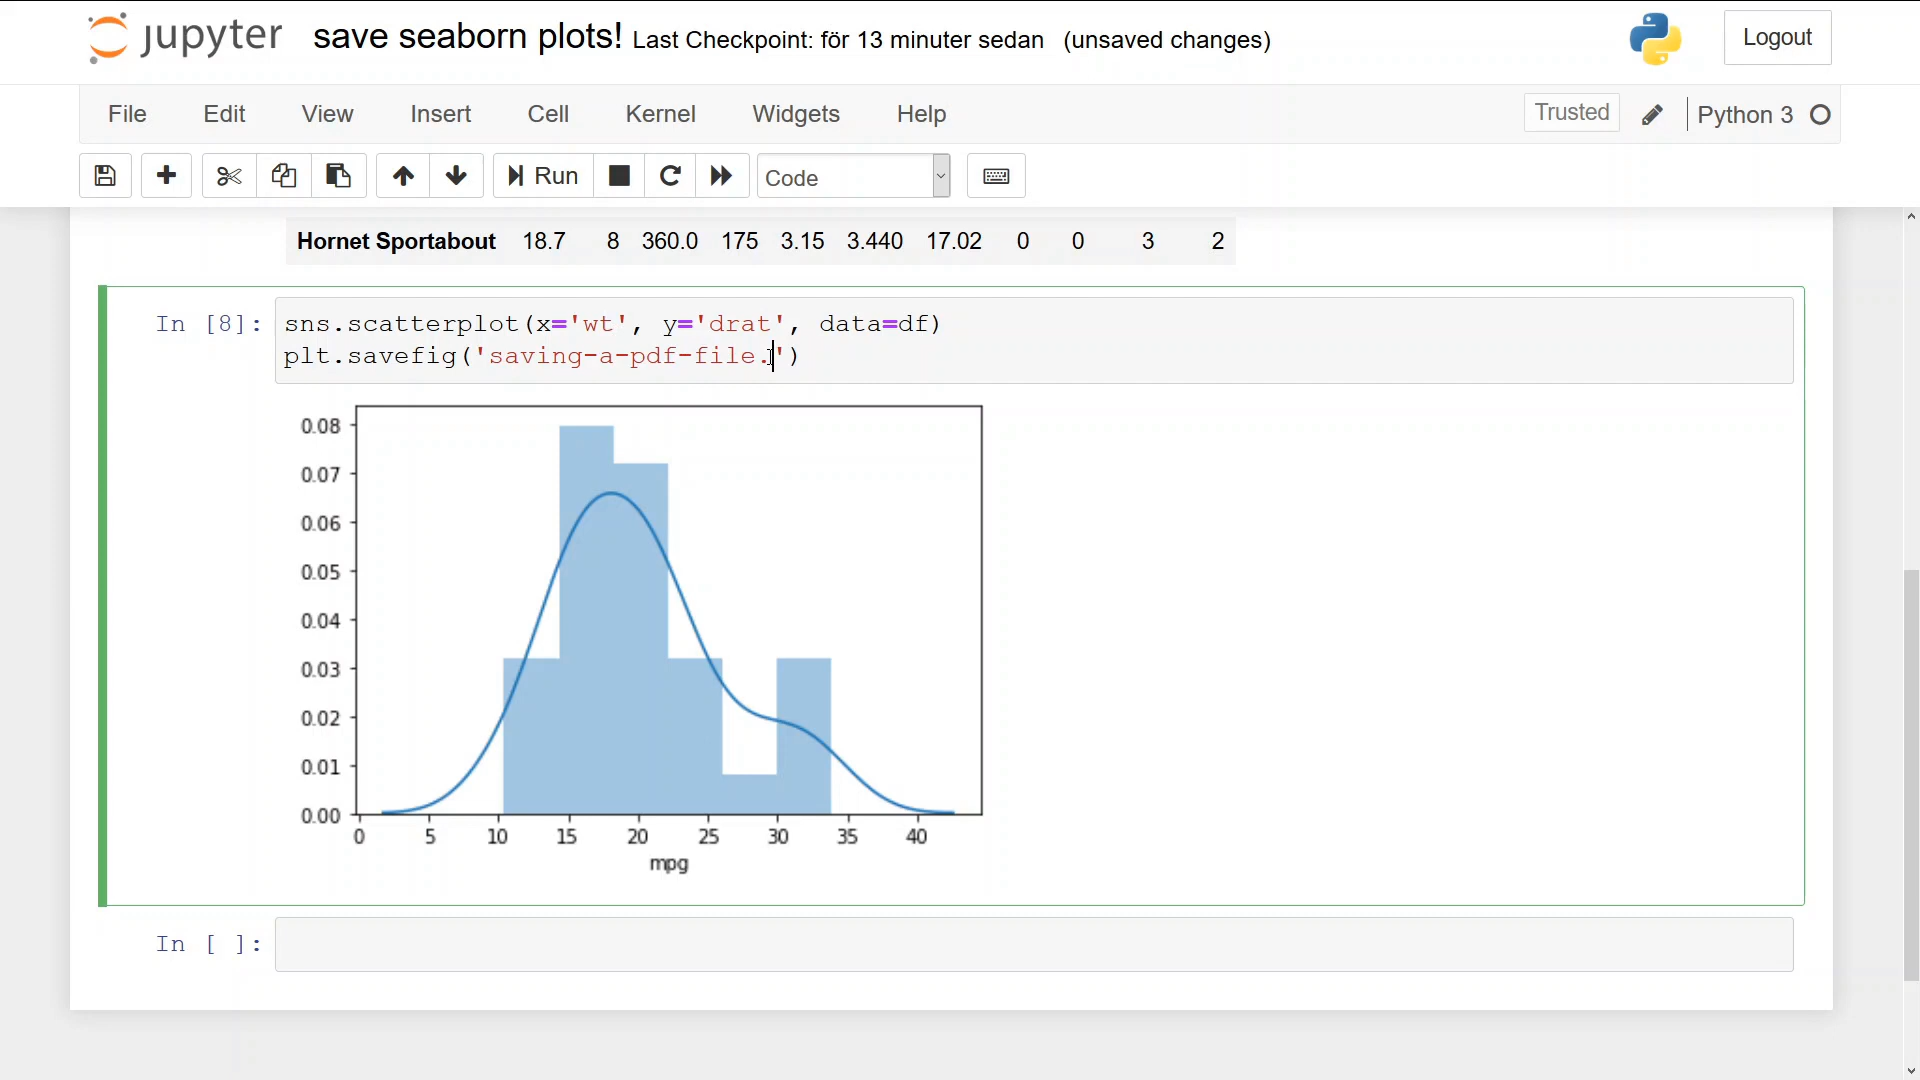 jupyter save seaborn plots! Last Checkpoint: för 13 minuter sedan (unsaved changes) Logout
File Edit View Insert Cell Kernel Widgets Help Trusted Python 3
Run Code
Hornet Sportabout 18.7 8 360.0 175 3.15 3.440 17.02 0 0 3 2
In [8]: sns.scatterplot(x='wt', y='drat', data=df)
plt.savefig('saving-a-pdf-file.')
0.08
0.07
0.06
0.05
0.04
0.03
0.02
0.01
0.00
0 5 10 15 20 25 30 35 40
mpg
In [ ]: